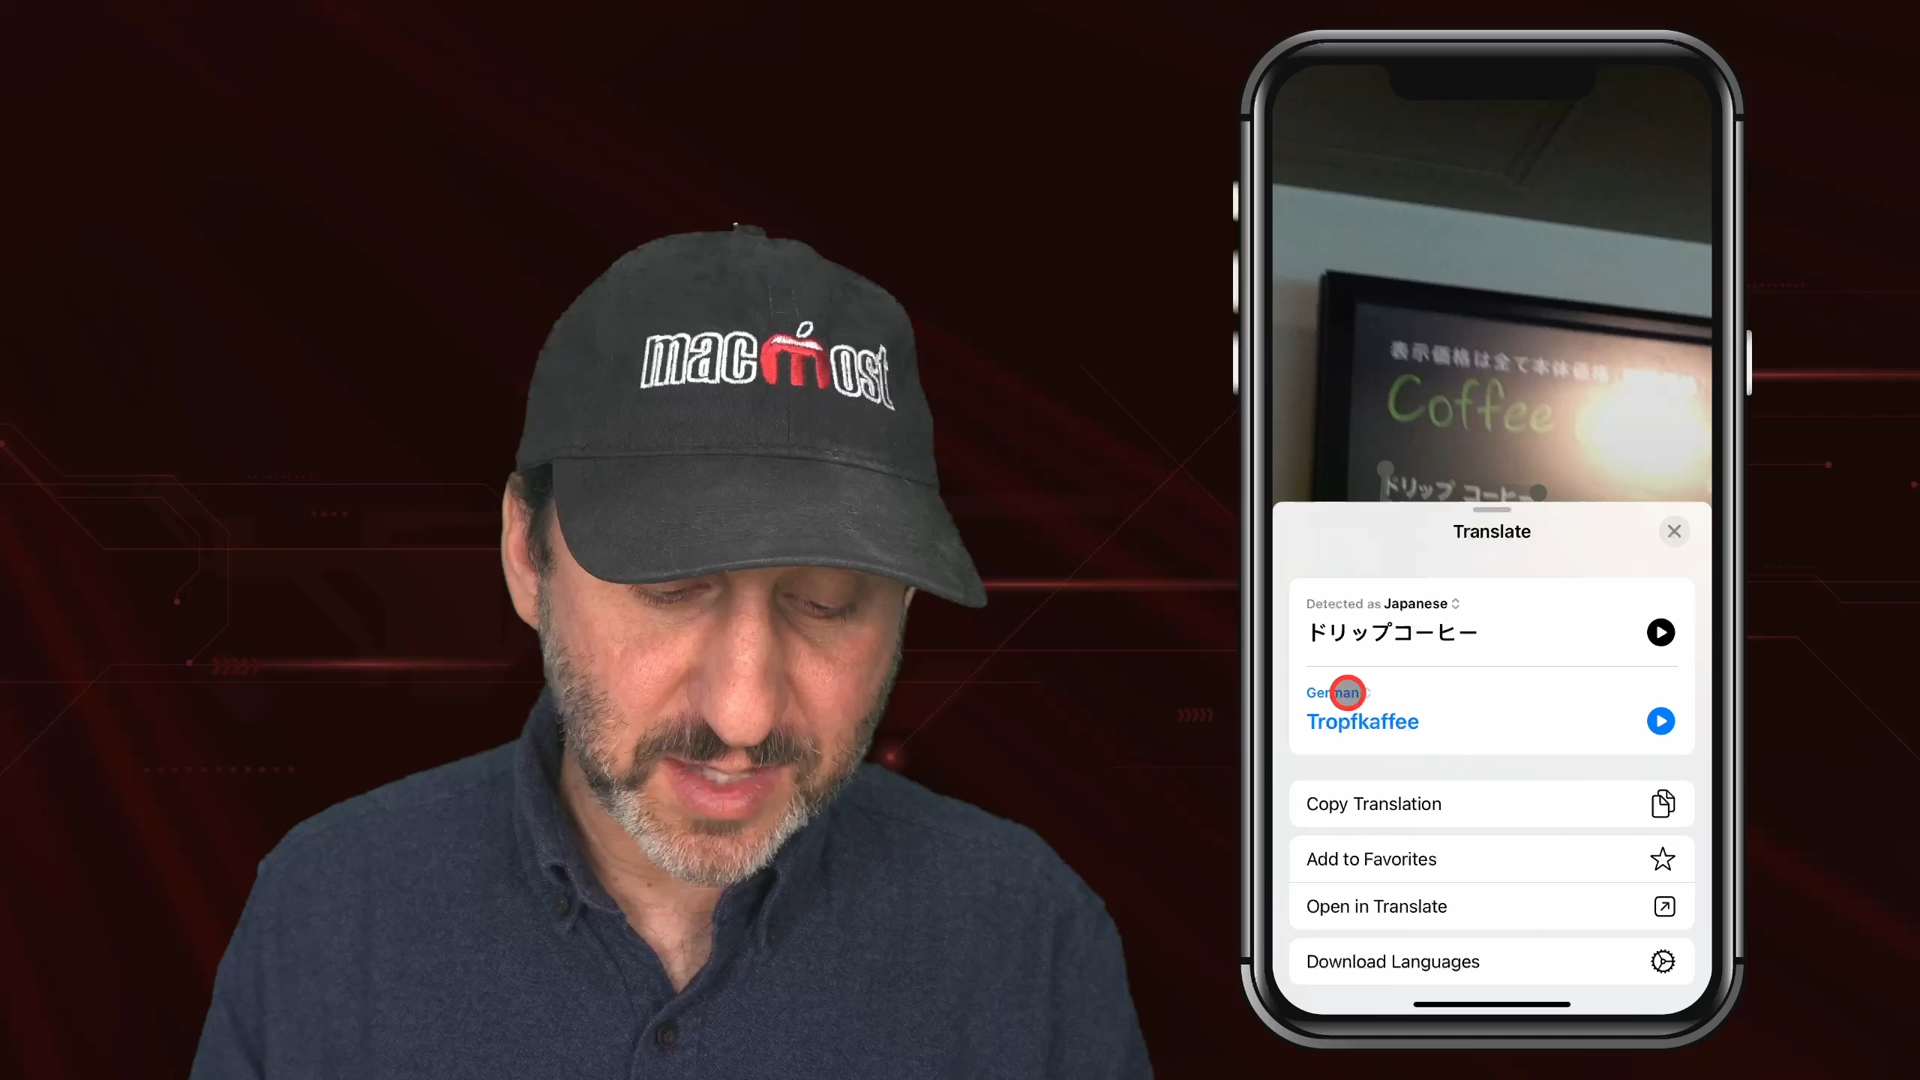 macmost
表示価格は全て本体価格
Coffee
ドリップ コーヒー
Translate
Detected as Japanese
ドリップコーヒー
German
Tropfkaffee
Copy Translation
Add to Favorites
Open in Translate
Download Languages